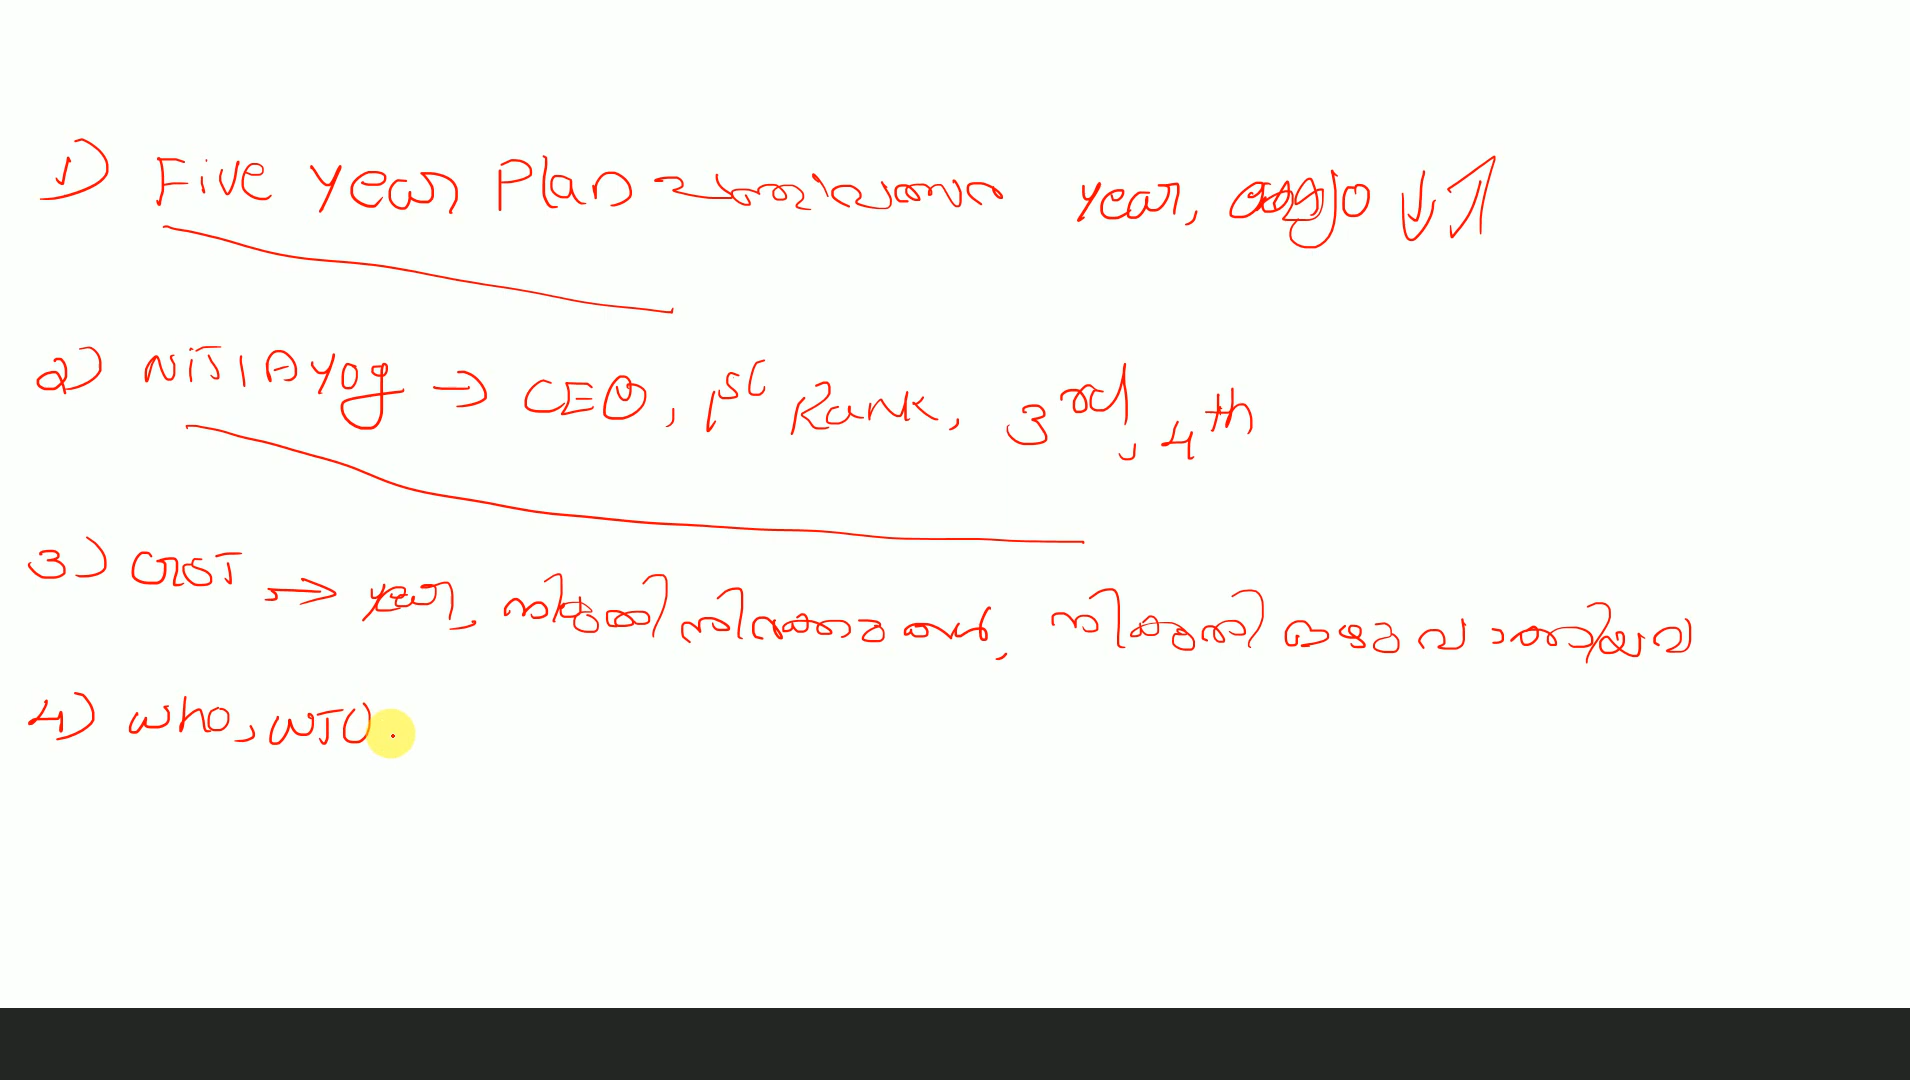 1) Five Year Plan year, ലക്ഷ്യം ↓↑
2) NITI AYOg → CEO, 1st Rank, 3rd, 4th
3) GST → year, നികുതി നിരക്കുകൾ, നികുതി ഒഴിവാക്കിയവ
4) who, WTO.